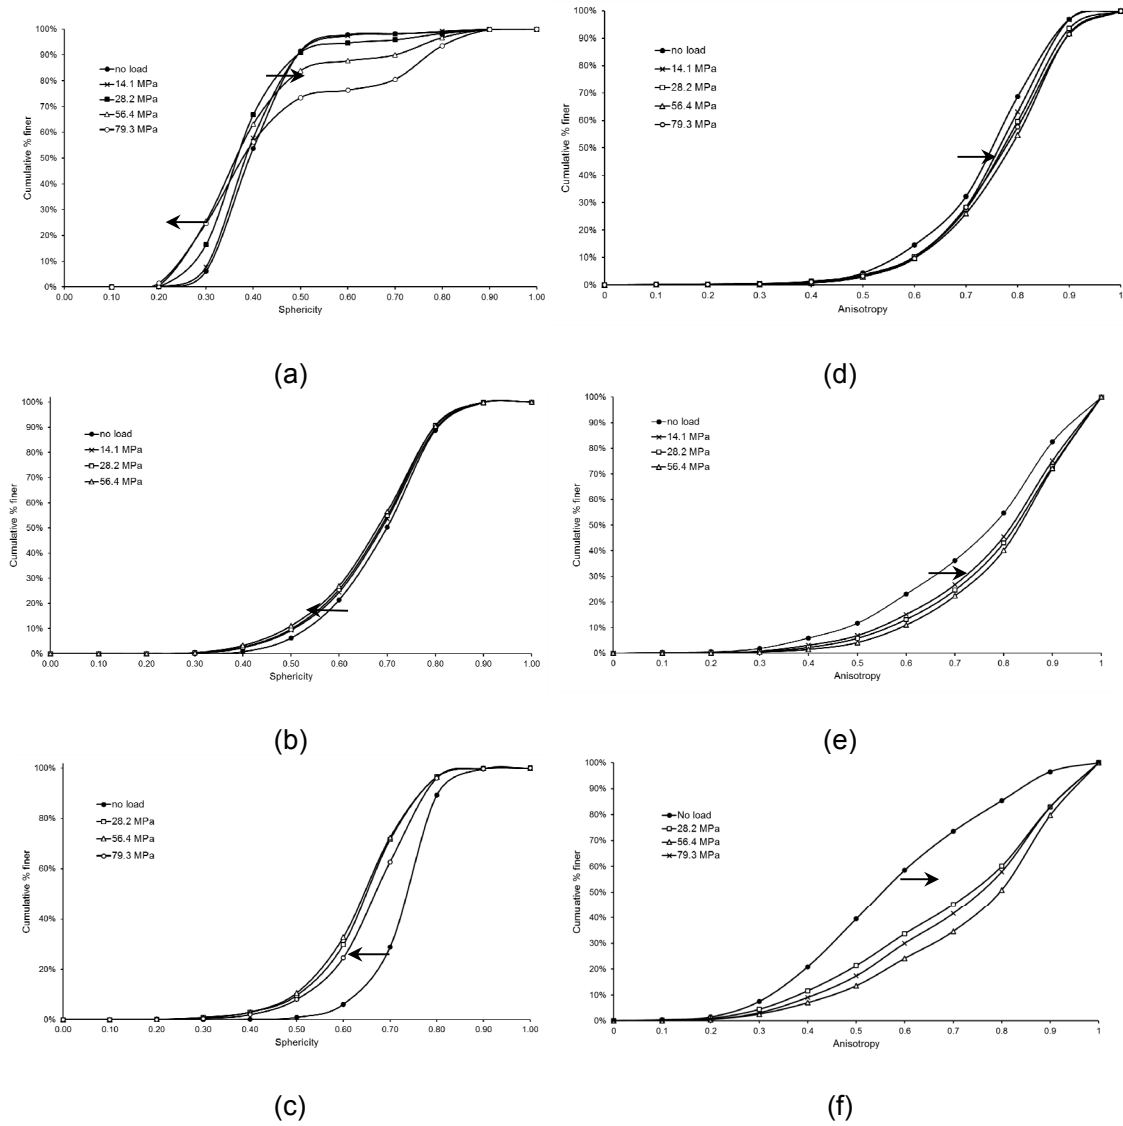 100%
90%
80%
70%
60%
50%
40%
30%
20%
10%
0%
Cumulative % finer
no load
14.1 MPa
28.2 MPa
56.4 MPa
79.3 MPa
0.00 0.10 0.20 0.30 0.40 0.50 0.60 0.70 0.80 0.90 1.00
Sphericity
(a)
100%
90%
80%
70%
60%
50%
40%
30%
20%
10%
0%
Cumulative % finer
no load
14.1 MPa
28.2 MPa
56.4 MPa
79.3 MPa
0 0.1 0.2 0.3 0.4 0.5 0.6 0.7 0.8 0.9 1
Anisotropy
(d)
100%
90%
80%
70%
60%
50%
40%
30%
20%
10%
0%
Cumulative % finer
no load
14.1 MPa
28.2 MPa
56.4 MPa
0.00 0.10 0.20 0.30 0.40 0.50 0.60 0.70 0.80 0.90 1.00
Sphericity
(b)
100%
90%
80%
70%
60%
50%
40%
30%
20%
10%
0%
Cumulative % finer
no load
14.1 MPa
28.2 MPa
56.4 MPa
0 0.1 0.2 0.3 0.4 0.5 0.6 0.7 0.8 0.9 1
Anisotropy
(e)
100%
80%
60%
40%
20%
0%
Cumulative % finer
no load
28.2 MPa
56.4 MPa
79.3 MPa
0.00 0.10 0.20 0.30 0.40 0.50 0.60 0.70 0.80 0.90 1.00
Sphericity
(c)
100%
90%
80%
70%
60%
50%
40%
30%
20%
10%
0%
Cumulative % finer
No load
28.2 MPa
56.4 MPa
79.3 MPa
0 0.1 0.2 0.3 0.4 0.5 0.6 0.7 0.8 0.9 1
Anisotropy
(f)